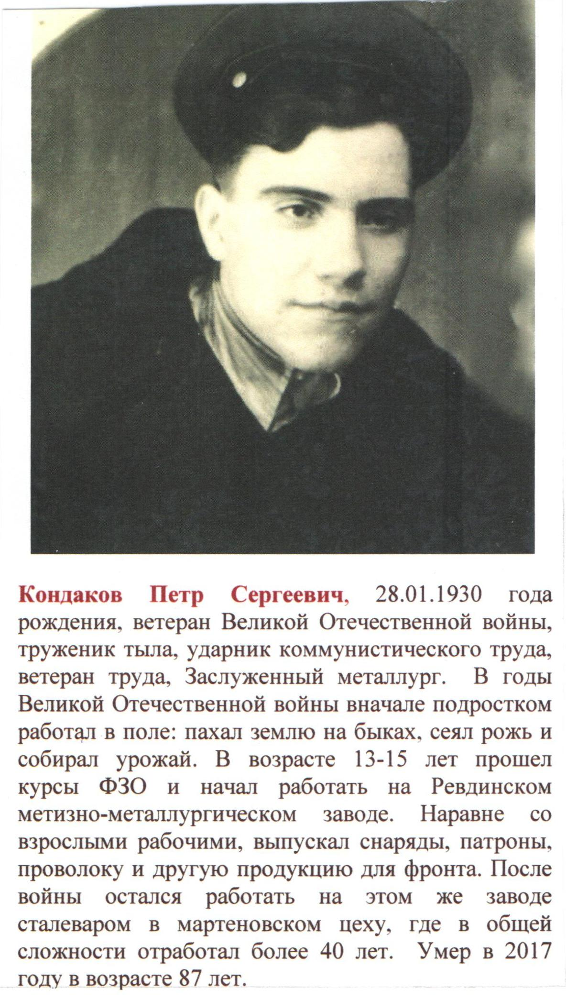 Кондаков Петр Сергеевич, 28.01.1930 года
рождения, ветеран Великой Отечественной войны,
труженик тыла, ударник коммунистического труда,
ветеран труда, Заслуженный металлург. В годы
Великой Отечественной войны вначале подростком
работал в поле: пахал землю на быках, сеял рожь и
собирал урожай. В возрасте 13-15 лет прошел
курсы ФЗО и начал работать на Ревдинском
метизно-металлургическом заводе. Наравне со
взрослыми рабочими, выпускал снаряды, патроны,
проволоку и другую продукцию для фронта. После
войны остался работать на этом же заводе
сталеваром в мартеновском цеху, где в общей
сложности отработал более 40 лет. Умер в 2017
году в возрасте 87 лет.